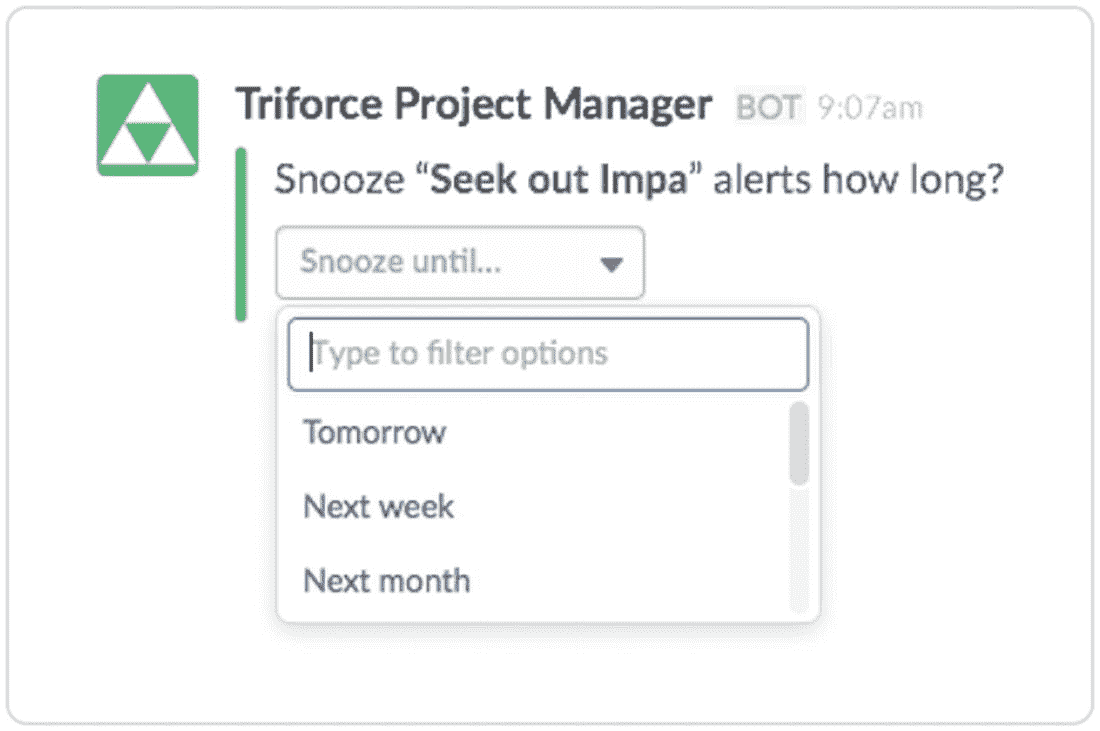 Triforce Project Manager BOT 9:07am
Snooze “Seek out Impa” alerts how long?
Snooze until...
Type to filter options
Tomorrow
Next week
Next month